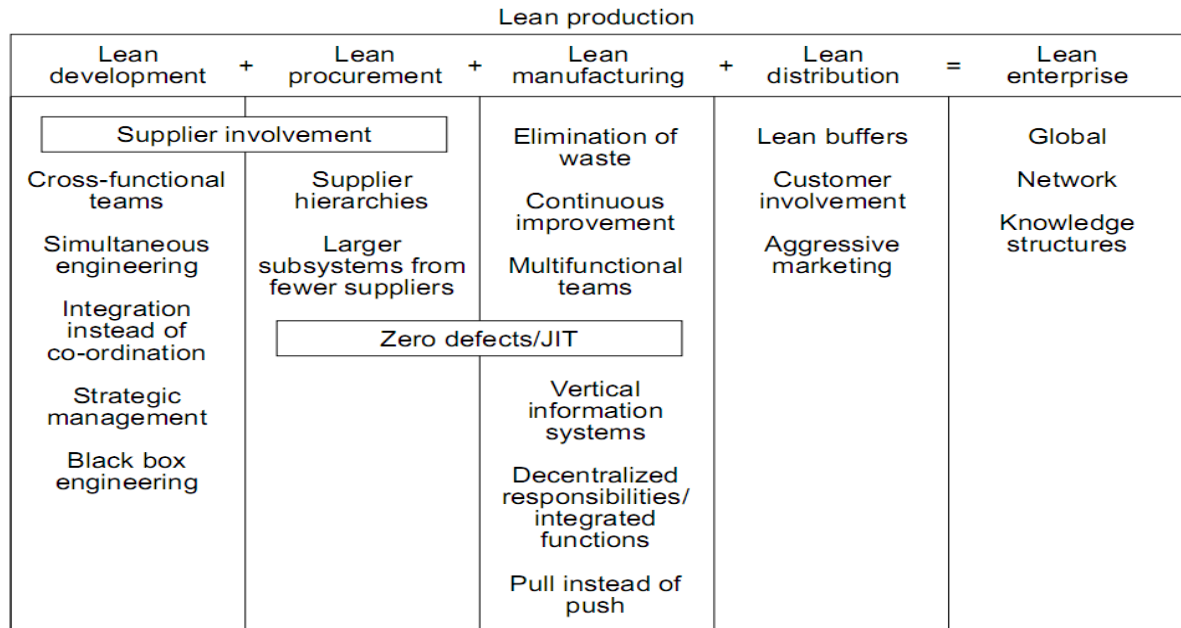 Lean production
Lean
development
+
Lean
procurement
+
Lean
manufacturing
+
Lean
distribution
=
Lean
enterprise
Supplier involvement
Cross-functional
teams
Simultaneous
engineering
Integration
instead of
co-ordination
Strategic
management
Black box
engineering
Supplier
hierarchies
Larger
subsystems from
fewer suppliers
Elimination of
waste
Continuous
improvement
Multifunctional
teams
Zero defects/JIT
Vertical
information
systems
Decentralized
responsibilities/
integrated
functions
Pull instead of
push
Lean buffers
Customer
involvement
Aggressive
marketing
Global
Network
Knowledge
structures